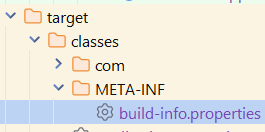 target
classes
com
META-INF
build-info.properties